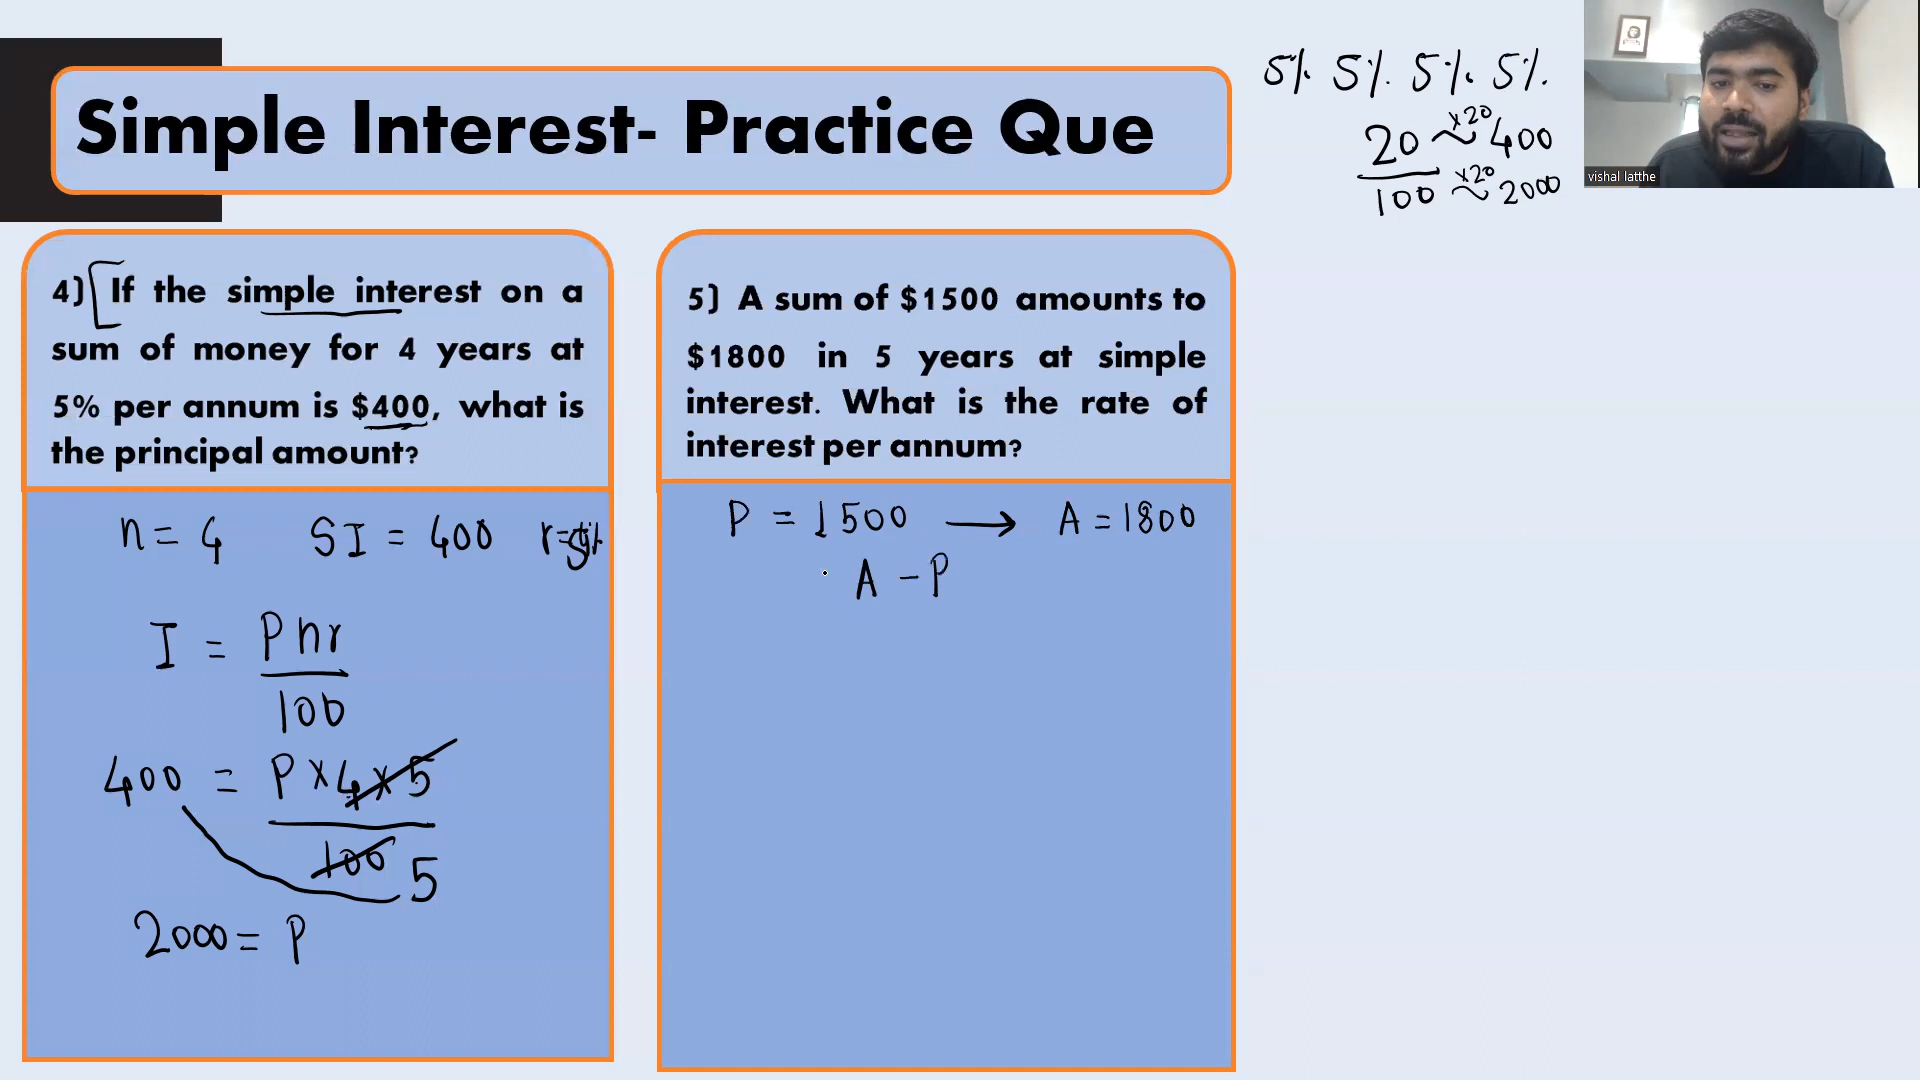 Simple Interest- Practice Que
5% 5% 5% 5%
20 x20 400
100 x20 2000
vishal latthe
4) If the simple interest on a
sum of money for 4 years at
5% per annum is $400, what is
the principal amount?
n = 4 SI = 400 r=
I = Pnr
100
400 = P x 4 x 5
100 5
2000 = P
5) A sum of $1500 amounts to
$1800 in 5 years at simple
interest. What is the rate of
interest per annum?
P = 1500 → A = 1800
A - P